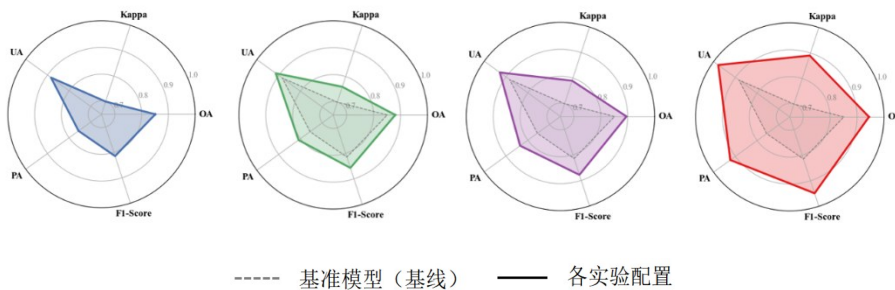 Kappa
UA
0.7
0.8
0.9
1.0
OA
PA
F1-Score
Kappa
UA
0.7
0.8
0.9
1.0
OA
PA
F1-Score
Kappa
UA
0.7
0.8
0.9
1.0
OA
PA
F1-Score
Kappa
UA
0.7
0.8
0.9
1.0
O
PA
F1-Score
基准模型（基线）
各实验配置